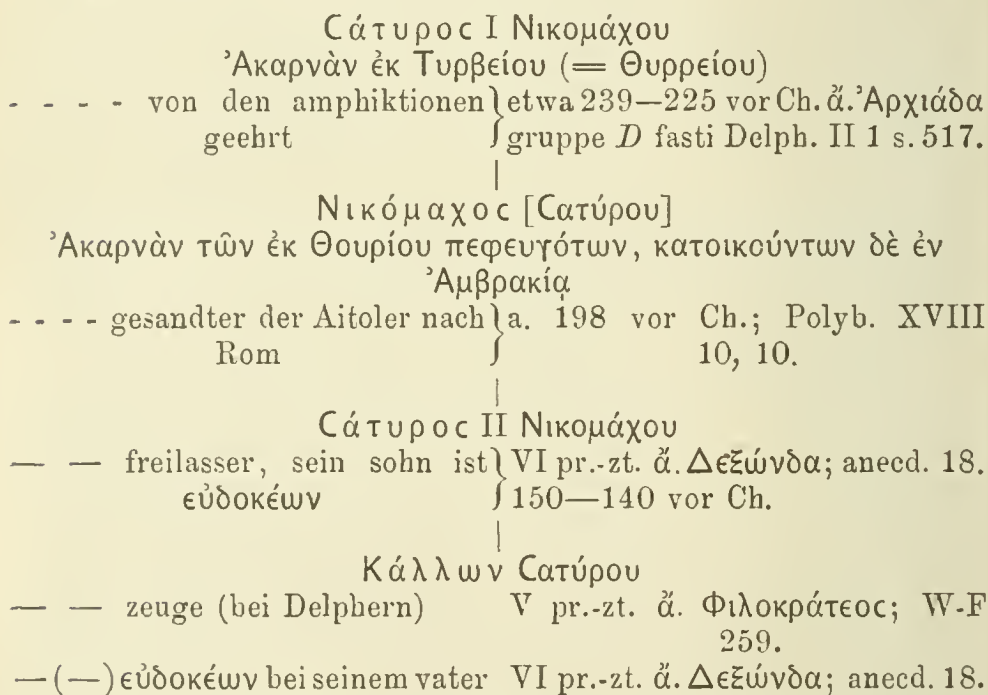 Cάτυρος I Νικομάχου
Ἀκαρνὰν ἐκ Τυρβείου (= Θυρρείου)
- - - - von den amphiktionen } etwa 239—225 vor Ch. ἄ. Ἀρχιάδα
geehrt } gruppe D fasti Delph. II 1 s. 517.
|
Νικόμαχος [Cατύρου]
Ἀκαρνὰν τῶν ἐκ Θουρίου πεφευγότων, κατοικούντων δὲ ἐν
Ἀμβρακίᾳ
- - - - gesandter der Aitoler nach } a. 198 vor Ch.; Polyb. XVIII
Rom } 10, 10.
|
Cάτυρος II Νικομάχου
— — freilasser, sein sohn ist } VI pr.-zt. ἄ. Δεξώνδα; anecd. 18.
εὐδοκέων } 150—140 vor Ch.
|
Κάλλων Cατύρου
— — zeuge (bei Delphern) V pr.-zt. ἄ. Φιλοκράτεος; W-F
259.
— (—) εὐδοκέων bei seinem vater VI pr.-zt. ἄ. Δεξώνδα; anecd. 18.